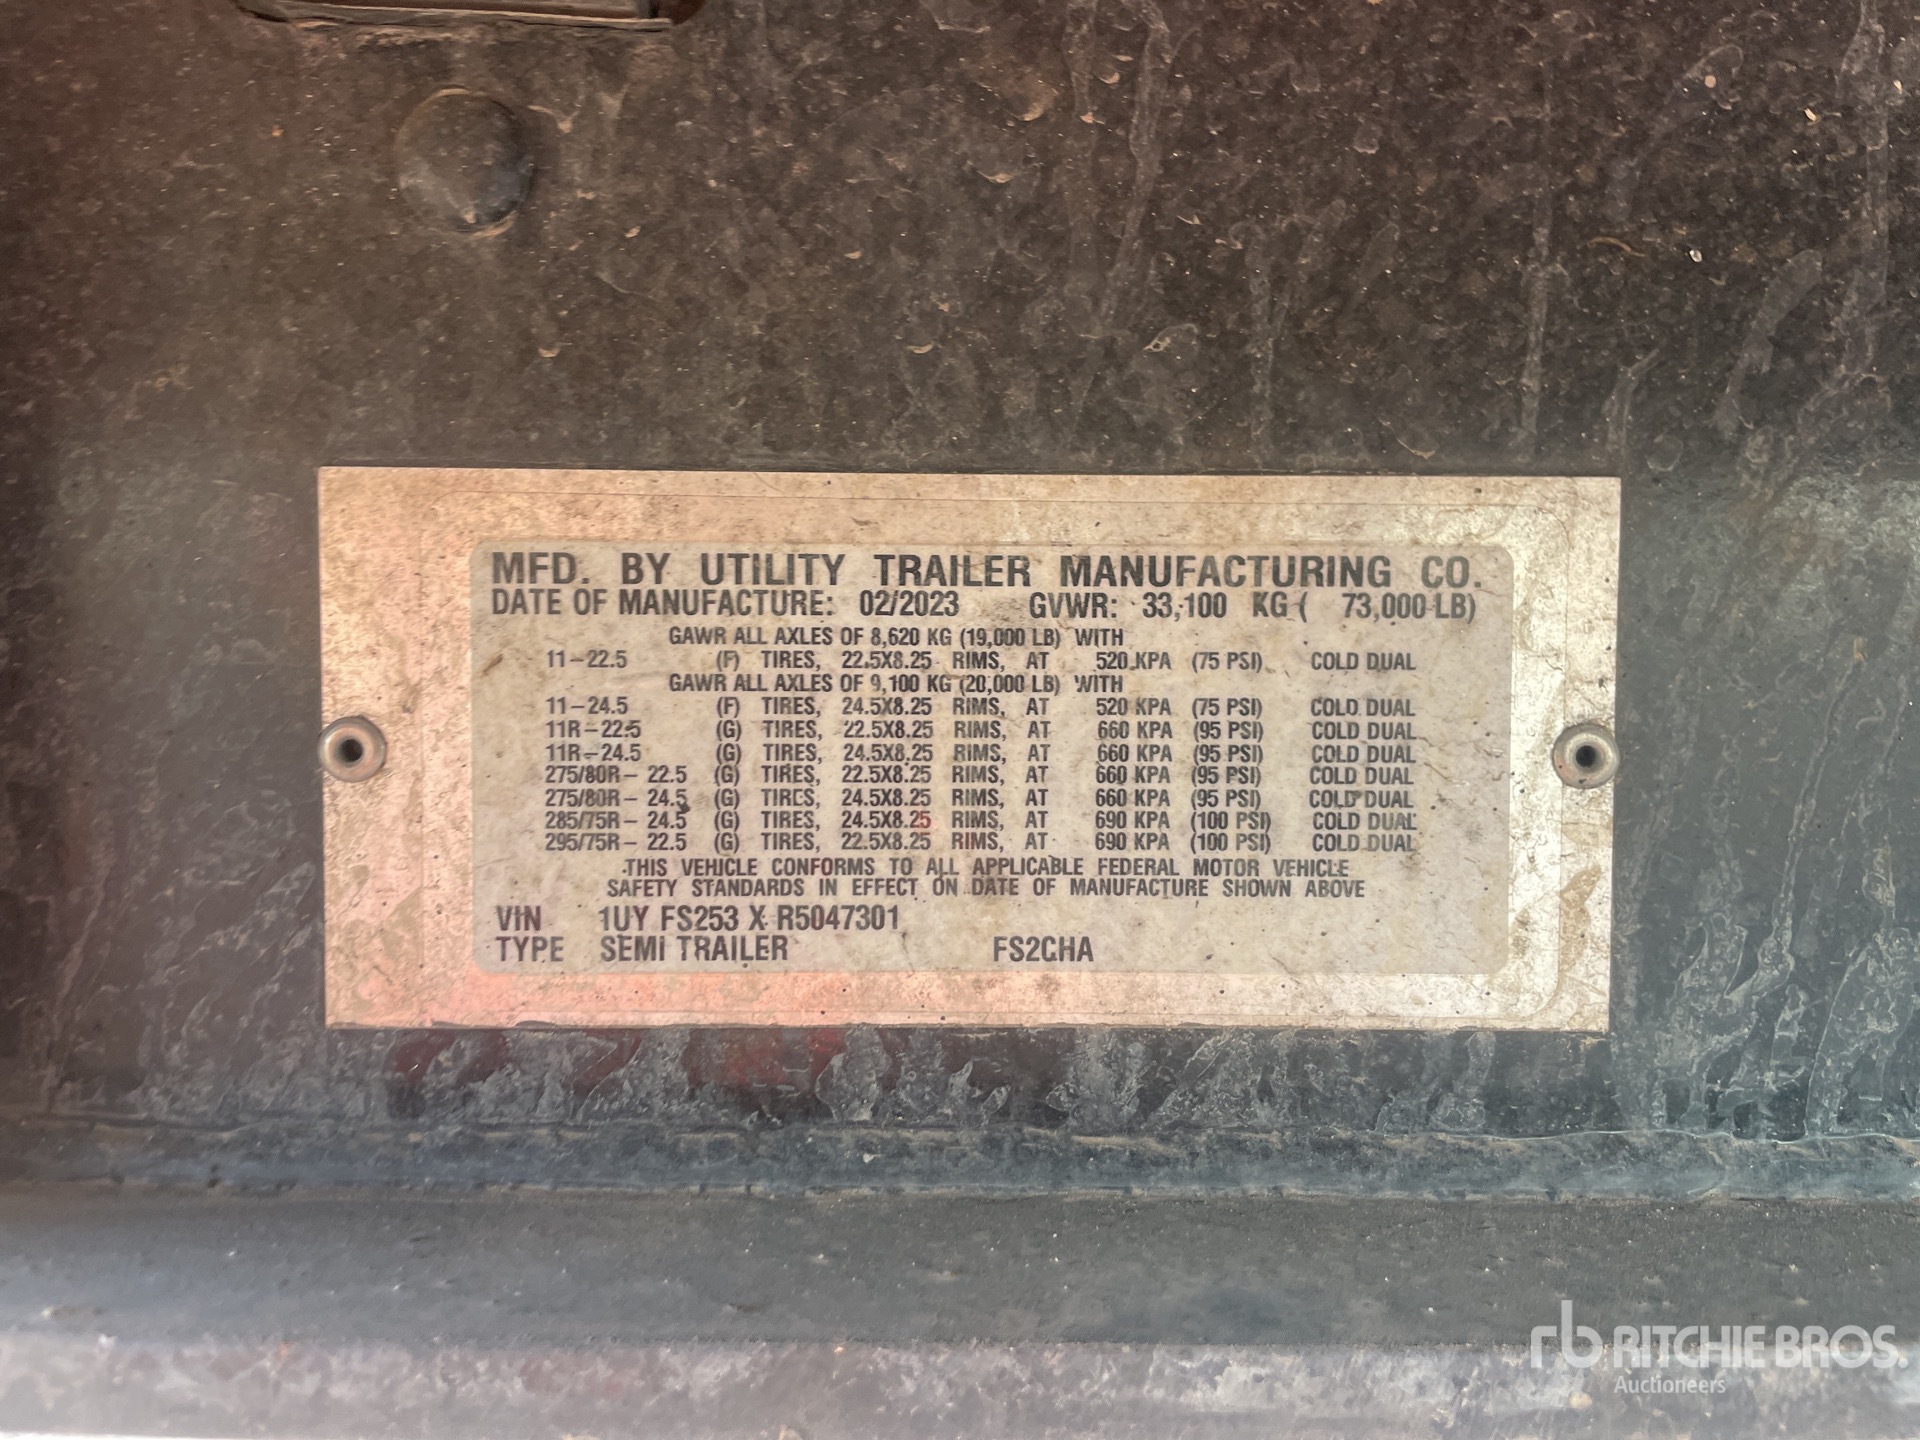 MFD. BY UTILITY TRAILER MANUFACTURING CO.
DATE OF MANUFACTURE: 02/2023 GVWR: 33,100 KG ( 73,000 LB)
GAWR ALL AXLES OF 8,620 KG (19,000 LB) WITH
11-22.5 (F) TIRES, 22.5X8.25 RIMS, AT 520 KPA (75 PSI) COLD DUAL
GAWR ALL AXLES OF 9,100 KG (20,000 LB) WITH
11-24.5 (F) TIRES, 24.5X8.25 RIMS, AT 520 KPA (75 PSI) COLD DUAL
11R-22.5 (G) TIRES, 22.5X8.25 RIMS, AT 660 KPA (95 PSI) COLD DUAL
11R-24.5 (G) TIRES, 24.5X8.25 RIMS, AT 660 KPA (95 PSI) COLD DUAL
275/80R- 22.5 (G) TIRES, 22.5X8.25 RIMS, AT 660 KPA (95 PSI) COLD DUAL
275/80R- 24.5 (G) TIRES, 24.5X8.25 RIMS, AT 660 KPA (95 PSI) COLD DUAL
285/75R- 24.5 (G) TIRES, 24.5X8.25 RIMS, AT 690 KPA (100 PSI) COLD DUAL
295/75R- 22.5 (G) TIRES, 22.5X8.25 RIMS, AT 690 KPA (100 PSI) COLD DUAL
THIS VEHICLE CONFORMS TO ALL APPLICABLE FEDERAL MOTOR VEHICLE
SAFETY STANDARDS IN EFFECT ON DATE OF MANUFACTURE SHOWN ABOVE
VIN 1UY FS253 X R5047301
TYPE SEMI TRAILER FS2CHA
rb RITCHIE BROS.
Auctioneers